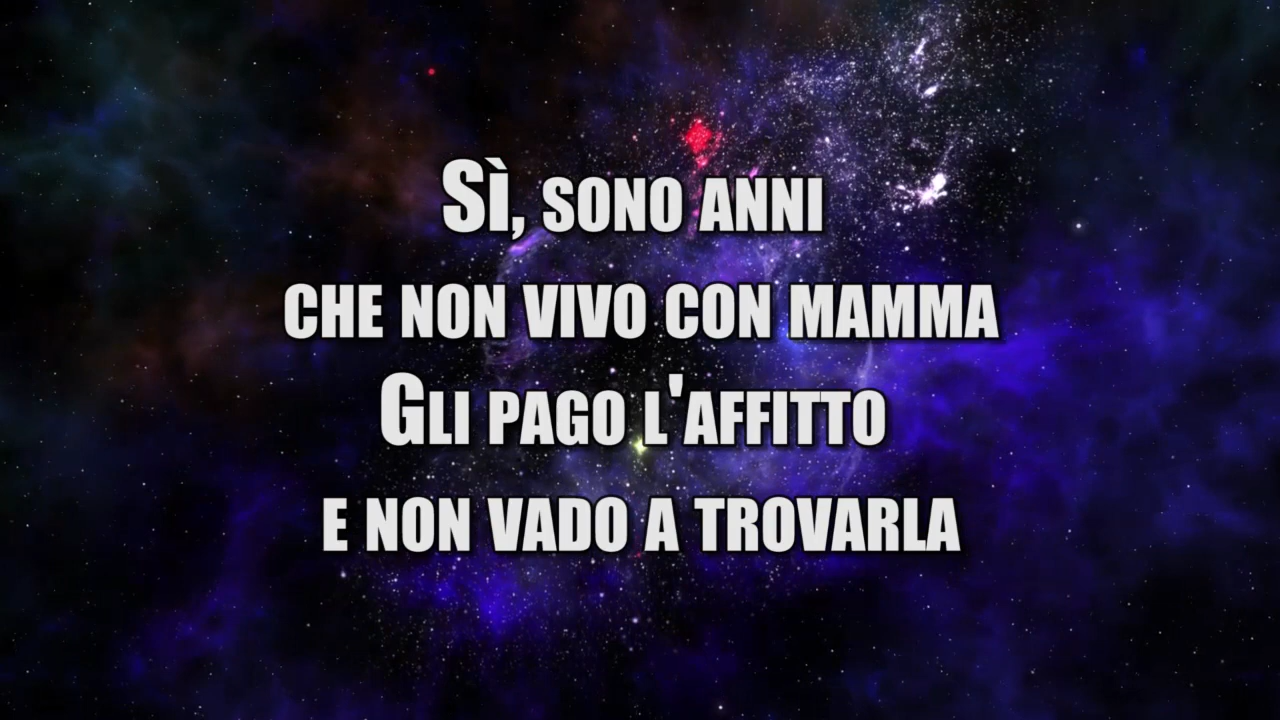 Sì, SONO ANNI
CHE NON VIVO CON MAMMA
GLI PAGO L'AFFITTO
E NON VADO A TROVARLA